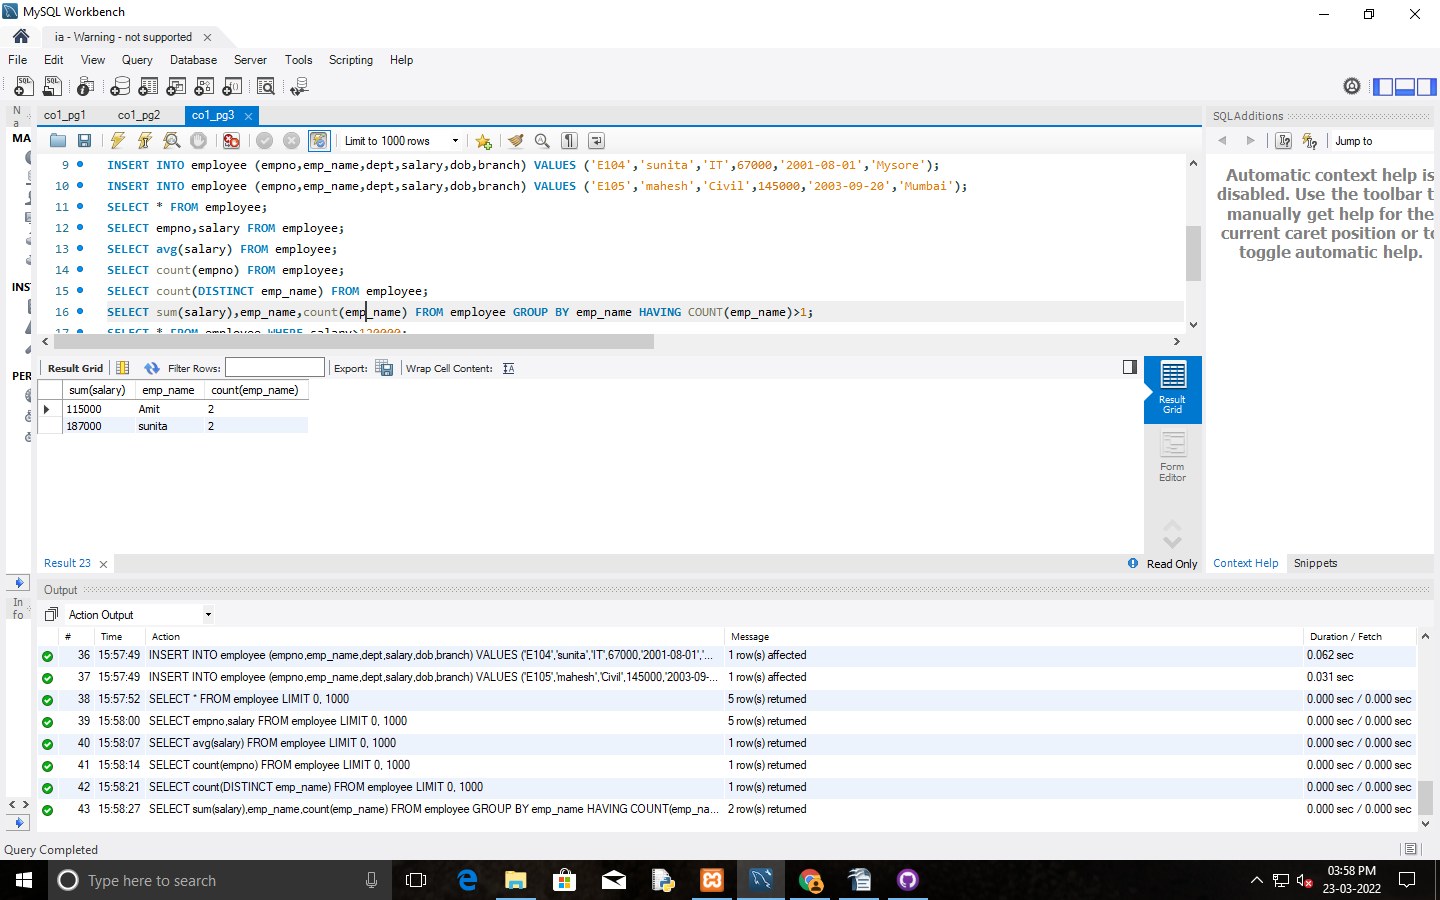 MySQL Workbench
ia - Warning - not supported
File Edit View Query Database Server Tools Scripting Help
co1_pg1 co1_pg2 co1_pg3
SQLAdditions
Limit to 1000 rows
Jump to
9 INSERT INTO employee (empno,emp_name,dept,salary,dob,branch) VALUES ('E104','sunita','IT',67000,'2001-08-01','Mysore');
10 INSERT INTO employee (empno,emp_name,dept,salary,dob,branch) VALUES ('E105','mahesh','Civil',145000,'2003-09-20','Mumbai');
11 SELECT * FROM employee;
12 SELECT empno,salary FROM employee;
13 SELECT avg(salary) FROM employee;
14 SELECT count(empno) FROM employee;
15 SELECT count(DISTINCT emp_name) FROM employee;
16 SELECT sum(salary),emp_name,count(emp_name) FROM employee GROUP BY emp_name HAVING COUNT(emp_name)>1;
17 SELECT * FROM employee WHERE salary>120000;
Automatic context help is
disabled. Use the toolbar t
manually get help for the
current caret position or to
toggle automatic help.
Na
MA
INS
PER
In
fo
Result Grid Filter Rows: Export: Wrap Cell Content:
sum(salary) emp_name count(emp_name)
115000 Amit 2
187000 sunita 2
Result
Grid
Form
Editor
Result 23
Read Only
Context Help Snippets
Output
Action Output
# Time Action Message Duration / Fetch
36 15:57:49 INSERT INTO employee (empno,emp_name,dept,salary,dob,branch) VALUES ('E104','sunita','IT',67000,'2001-08-01','... 1 row(s) affected 0.062 sec
37 15:57:49 INSERT INTO employee (empno,emp_name,dept,salary,dob,branch) VALUES ('E105','mahesh','Civil',145000,'2003-09-... 1 row(s) affected 0.031 sec
38 15:57:52 SELECT * FROM employee LIMIT 0, 1000 5 row(s) returned 0.000 sec / 0.000 sec
39 15:58:00 SELECT empno,salary FROM employee LIMIT 0, 1000 5 row(s) returned 0.000 sec / 0.000 sec
40 15:58:07 SELECT avg(salary) FROM employee LIMIT 0, 1000 1 row(s) returned 0.000 sec / 0.000 sec
41 15:58:14 SELECT count(empno) FROM employee LIMIT 0, 1000 1 row(s) returned 0.000 sec / 0.000 sec
42 15:58:21 SELECT count(DISTINCT emp_name) FROM employee LIMIT 0, 1000 1 row(s) returned 0.000 sec / 0.000 sec
43 15:58:27 SELECT sum(salary),emp_name,count(emp_name) FROM employee GROUP BY emp_name HAVING COUNT(emp_na... 2 row(s) returned 0.000 sec / 0.000 sec
Query Completed
Type here to search
03:58 PM
23-03-2022